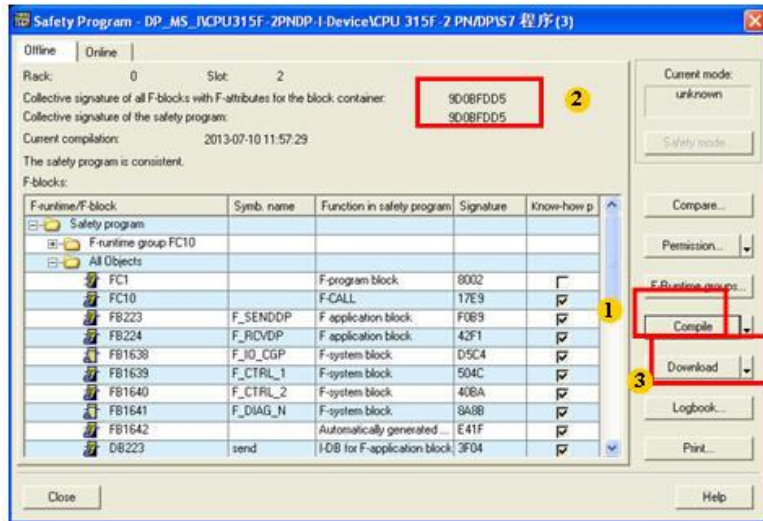 Safety Program - DP_MS_I\CPU315F-2PNDP-I-Device\CPU 315F-2 PN/DP\S7 程序(3)
Offline Online
Rack: 0 Slot: 2
Collective signature of all F-blocks with F-attributes for the block container: 9D0BFDD5
Collective signature of the safety program: 9D0BFDD5
Current compilation: 2013-07-10 11:57:29
The safety program is consistent.
F-blocks:
2
Current mode:
unknown
Safety mode...
F-runtime/F-block Symb. name Function in safety program Signature Know-how p
Safety program
F-runtime group FC10
All Objects
FC1 F-program block 8002
FC10 F-CALL 17E9
FB223 F_SENDDP F application block F0B9
FB224 F_RCVDP F application block 42F1
FB1638 F_IO_CGP F-system block D5C4
FB1639 F_CTRL_1 F-system block 504C
FB1640 F_CTRL_2 F-system block 40BA
FB1641 F_DIAG_N F-system block 8A8B
FB1642 Automatically generated ... E41F
DB223 send I-DB for F-application block 3F04
Compare...
Permission...
F-Runtime groups...
1
Compile
3
Download
Logbook...
Print...
Close Help